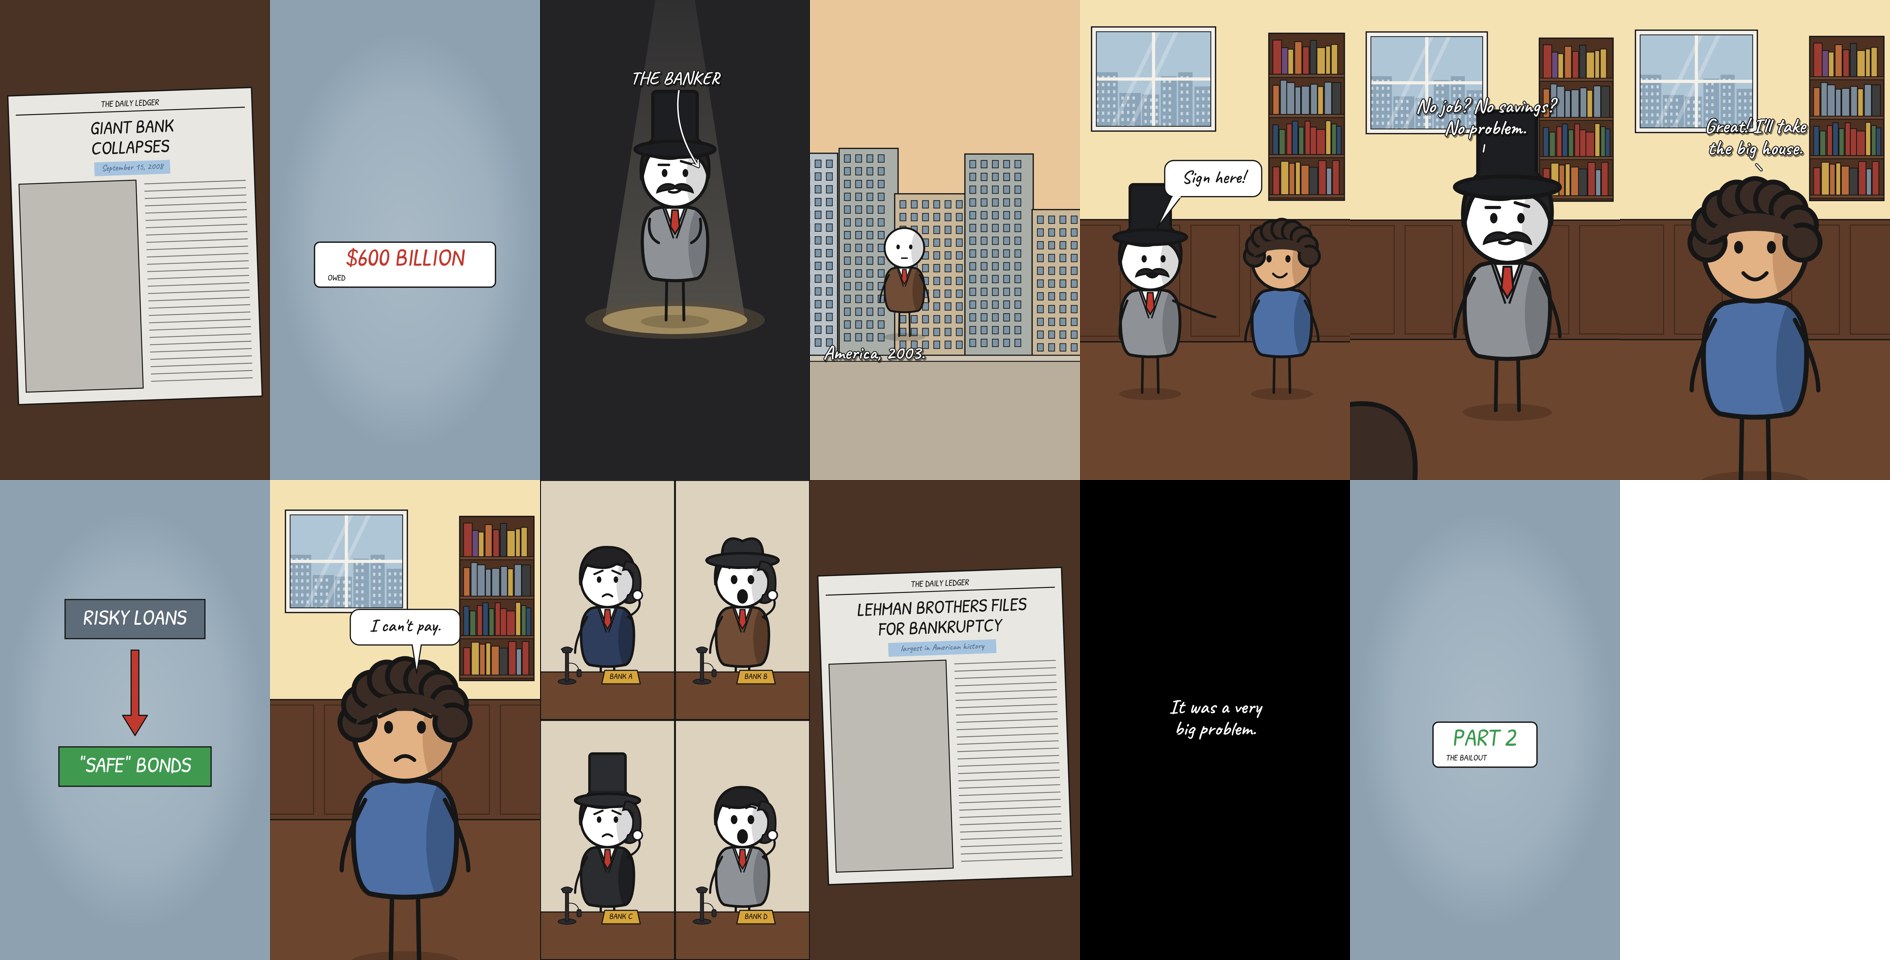 THE DAILY LEDGER
GIANT BANK
COLLAPSES
September 15, 2008
$600 BILLION
OWED
THE BANKER
America, 2003.
Sign here!
No job? No savings?
No problem.
Great! I'll take
the big house.
RISKY LOANS
"SAFE" BONDS
I can't pay.
BANK A
BANK B
BANK C
BANK D
THE DAILY LEDGER
LEHMAN BROTHERS FILES
FOR BANKRUPTCY
largest in American history
It was a very
big problem.
PART 2
THE BAILOUT